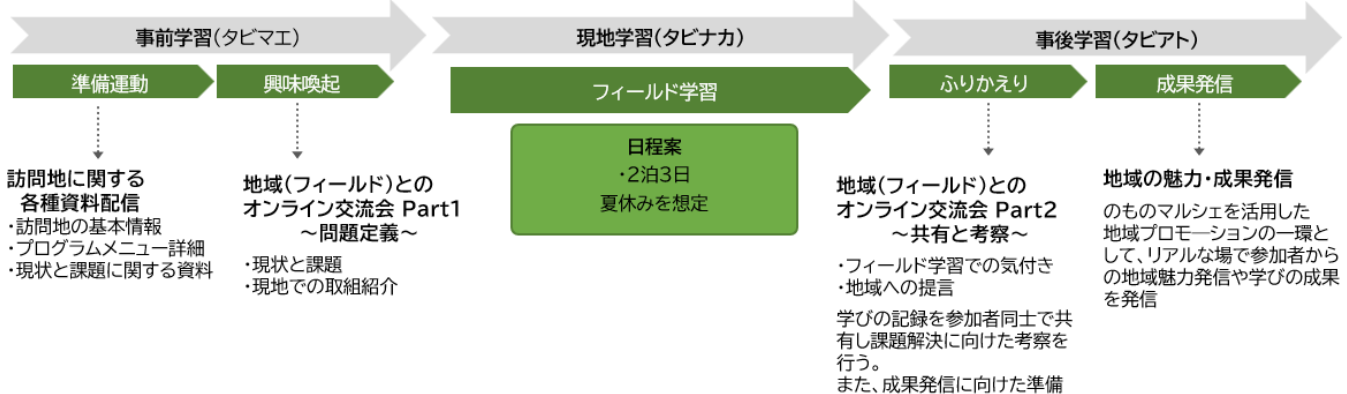 事前学習(タビマエ)
現地学習(タビナカ)
事後学習(タビアト)
準備運動
興味喚起
フィールド学習
ふりかえり
成果発信
訪問地に関する
各種資料配信
・訪問地の基本情報
・プログラムメニュー詳細
・現状と課題に関する資料
地域(フィールド)との
オンライン交流会 Part1
～問題定義～
・現状と課題
・現地での取組紹介
日程案
・2泊3日
夏休みを想定
地域(フィールド)との
オンライン交流会 Part2
～共有と考察～
・フィールド学習での気付き
・地域への提言
学びの記録を参加者同士で共
有し課題解決に向けた考察を
行う。
また、成果発信に向けた準備
地域の魅力・成果発信
のものマルシェを活用した
地域プロモーションの一環と
して、リアルな場で参加者から
の地域魅力発信や学びの成果
を発信